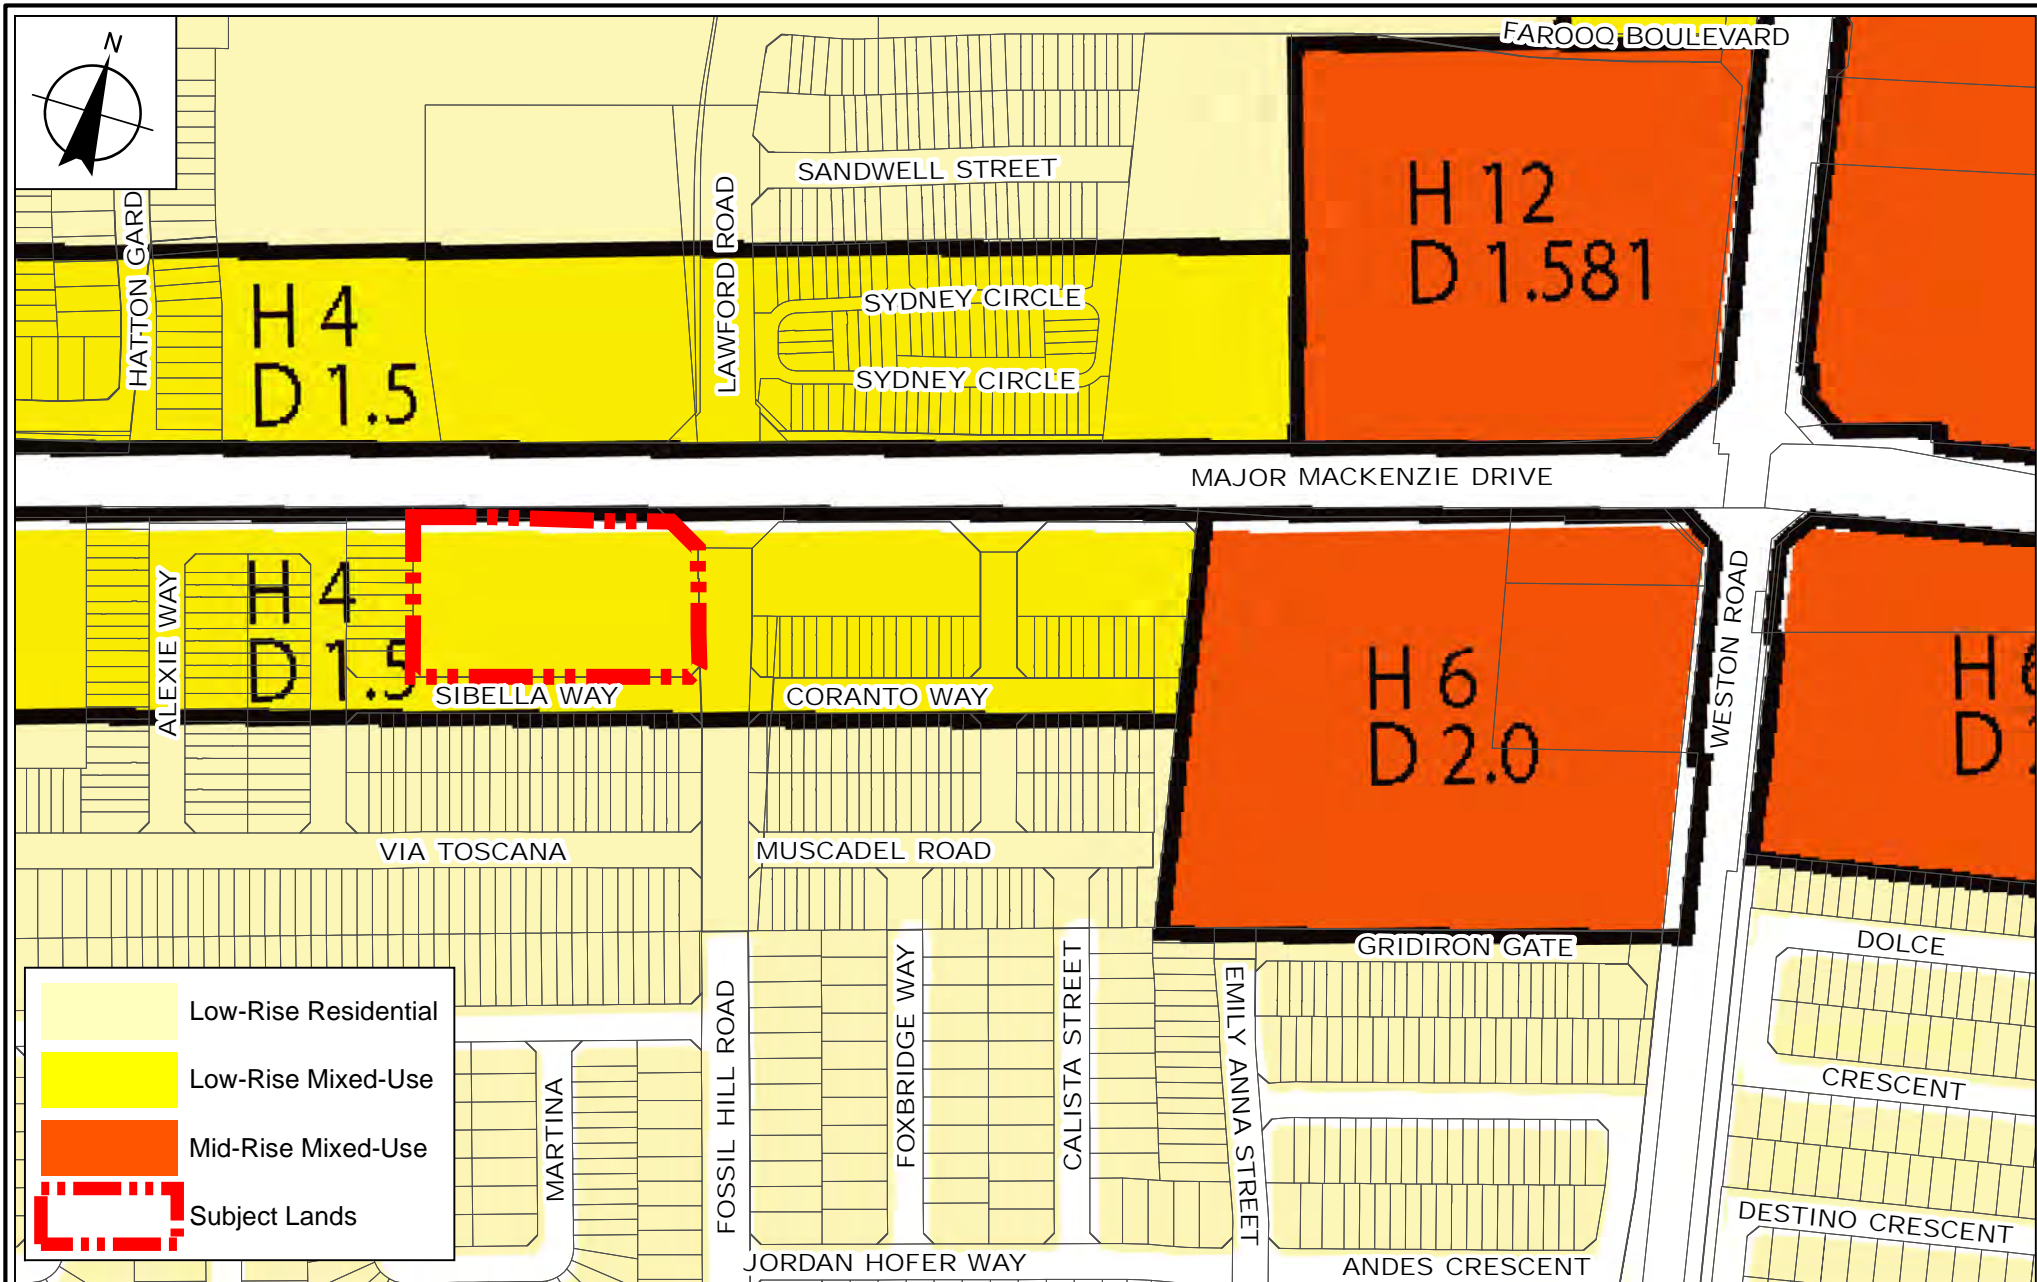 N
FAROOQ BOULEVARD
SANDWELL STREET
HATTON GARD
LAWFORD ROAD
H 12
D 1.581
H 4
D 1.5
SYDNEY CIRCLE
SYDNEY CIRCLE
MAJOR MACKENZIE DRIVE
ALEXIE WAY
H 4
D 1.5
SIBELLA WAY
CORANTO WAY
H 6
D 2.0
WESTON ROAD
H
D
VIA TOSCANA
MUSCADEL ROAD
GRIDIRON GATE
DOLCE
CRESCENT
DESTINO CRESCENT
MARTINA
FOSSIL HILL ROAD
FOXBRIDGE WAY
CALISTA STREET
EMILY ANNA STREET
JORDAN HOFER WAY
ANDES CRESCENT
Low-Rise Residential
Low-Rise Mixed-Use
Mid-Rise Mixed-Use
Subject Lands